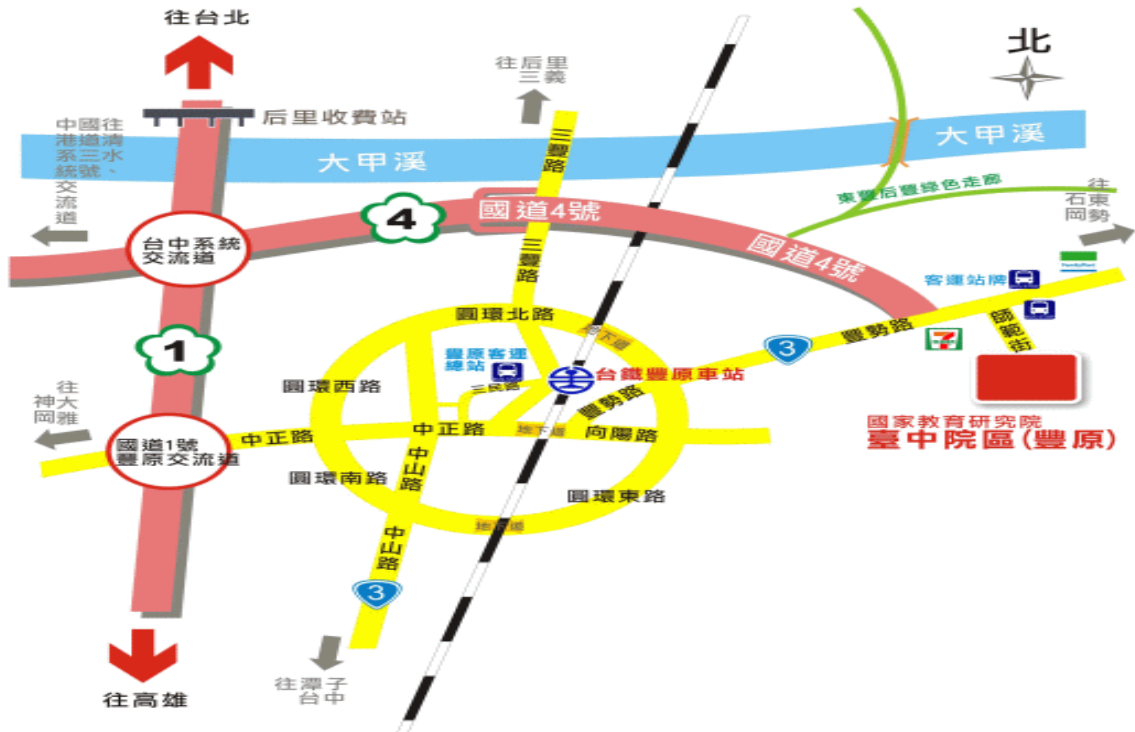 往台北
北
往后里
三義
后里收費站
往清水、
國道三號
中港系統交流道
大甲溪
大甲溪
三豐路
東豐后豐綠色走廊
往東勢
石岡
4
國道4號
國道4號
台中系統
交流道
三豐路
客運站牌
FamilyMart
圓環北路
地下道
豐勢路
師範街
3
7
1
豐原客運
總站
台鐵豐原車站
圓環西路
三民路
豐勢路
往大雅
神岡
國家教育研究院
臺中院區(豐原)
國道1號
豐原交流道
中正路
中正路
地下道
向陽路
中山路
圓環南路
圓環東路
地下道
中山路
3
往高雄
往潭子
台中